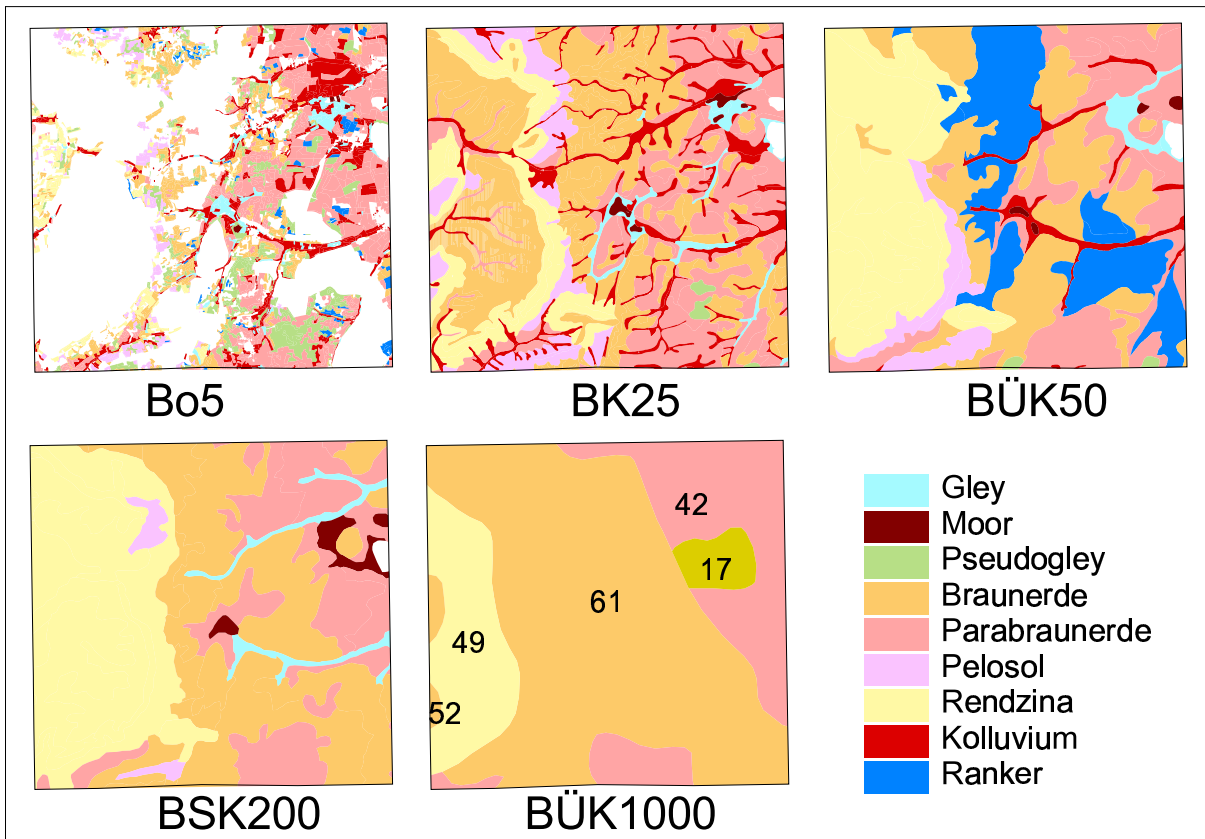 Bo5
BK25
BÜK50
42
17
61
49
52
BSK200
BÜK1000
Gley
Moor
Pseudogley
Braunerde
Parabraunerde
Pelosol
Rendzina
Kolluvium
Ranker